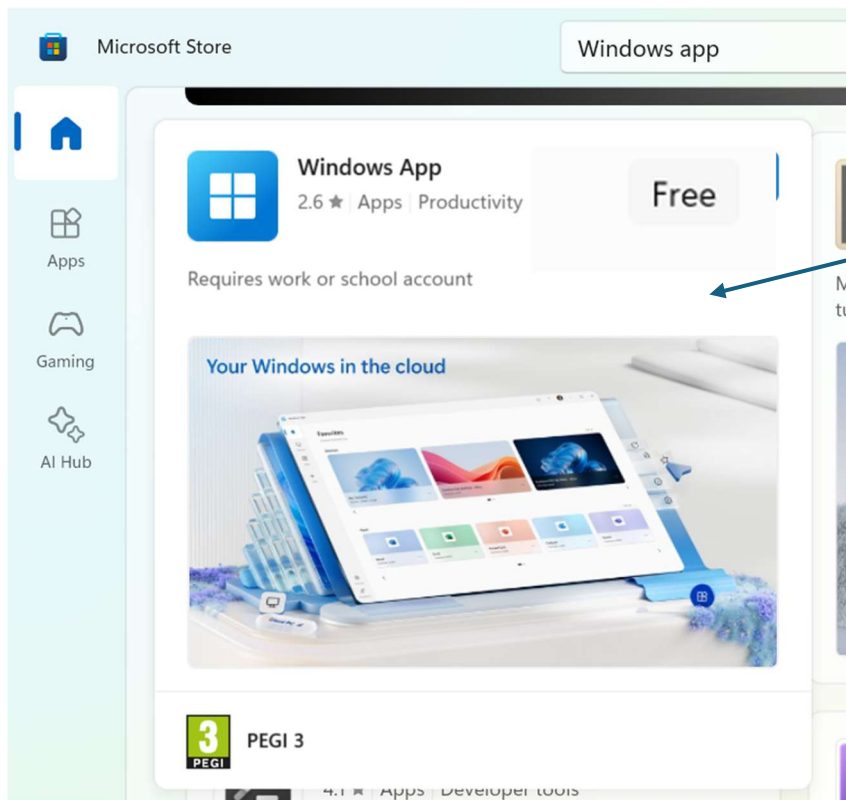 Microsoft Store
Windows app
Windows App
2.6 ★ Apps Productivity
Free
Requires work or school account
Apps
Gaming
AI Hub
Your Windows in the cloud
Favorites
3
PEGI
PEGI 3
4.1 ★ Apps Developer tools